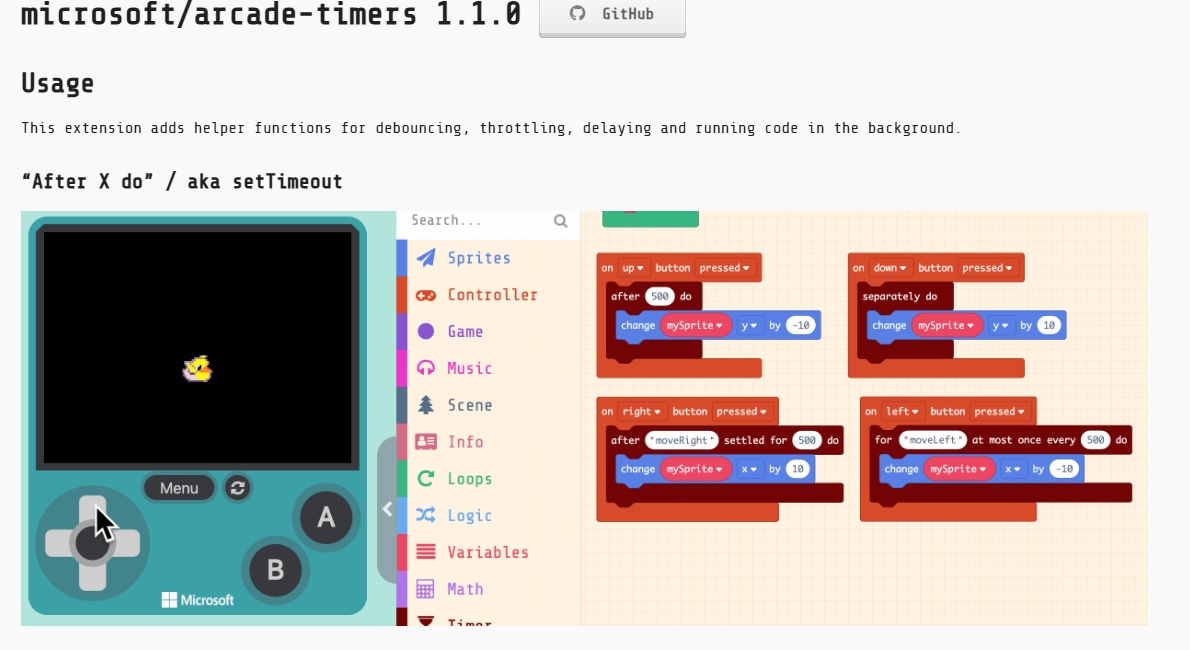 microsoft/arcade-timers 1.1.0
GitHub
Usage
This extension adds helper functions for debouncing, throttling, delaying and running code in the background.
“After X do” / aka setTimeout
Menu
A
B
Microsoft
Search...
Sprites
Controller
Game
Music
Scene
Info
Loops
Logic
Variables
Math
Timer
on up button pressed
after 500 do
change mySprite y by -10
on down button pressed
separately do
change mySprite y by 10
on right button pressed
after "moveRight" settled for 500 do
change mySprite x by 10
on left button pressed
for "moveLeft" at most once every 500 do
change mySprite x by -10